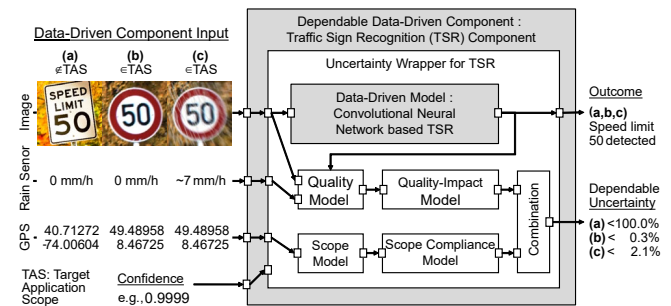 Dependable Data-Driven Component :
Traffic Sign Recognition (TSR) Component
Data-Driven Component Input
(a) (b) (c)
∉TAS ∈TAS ∈TAS
Uncertainty Wrapper for TSR
Image
SPEED
LIMIT
50
50
50
Data-Driven Model :
Convolutional Neural
Network based TSR
Outcome
(a,b,c)
Speed limit
50 detected
Rain Senor
0 mm/h 0 mm/h ~7 mm/h
Quality
Model
Quality-Impact
Model
Combination
Dependable
Uncertainty
(a) <100.0%
(b) < 0.3%
(c) < 2.1%
GPS
40.71272 49.48958 49.48958
-74.00604 8.46725 8.46725
Scope
Model
Scope Compliance
Model
TAS: Target
Application
Scope
Confidence
e.g., 0.9999